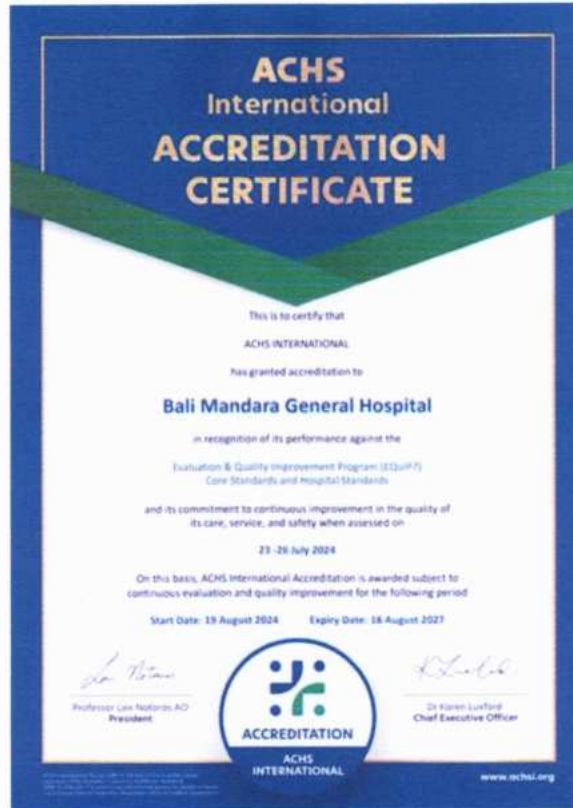 ACHS
International
ACCREDITATION
CERTIFICATE
This is to certify that
ACHS INTERNATIONAL
has granted accreditation to
Bali Mandara General Hospital
in recognition of its performance against the
Evaluation & Quality Improvement Program (EQuIP7)
Core Standards and Hospital Standards
and its commitment to continuous improvement in the quality of
its care, service, and safety when assessed on
23 -26 July 2024
On this basis, ACHS International Accreditation is awarded subject to
continuous evaluation and quality improvement for the following period
Start Date: 19 August 2024 Expiry Date: 18 August 2027
Professor Len Notaras AO
President
Dr Karen Luxford
Chief Executive Officer
ACCREDITATION
ACHS
INTERNATIONAL
www.achsi.org